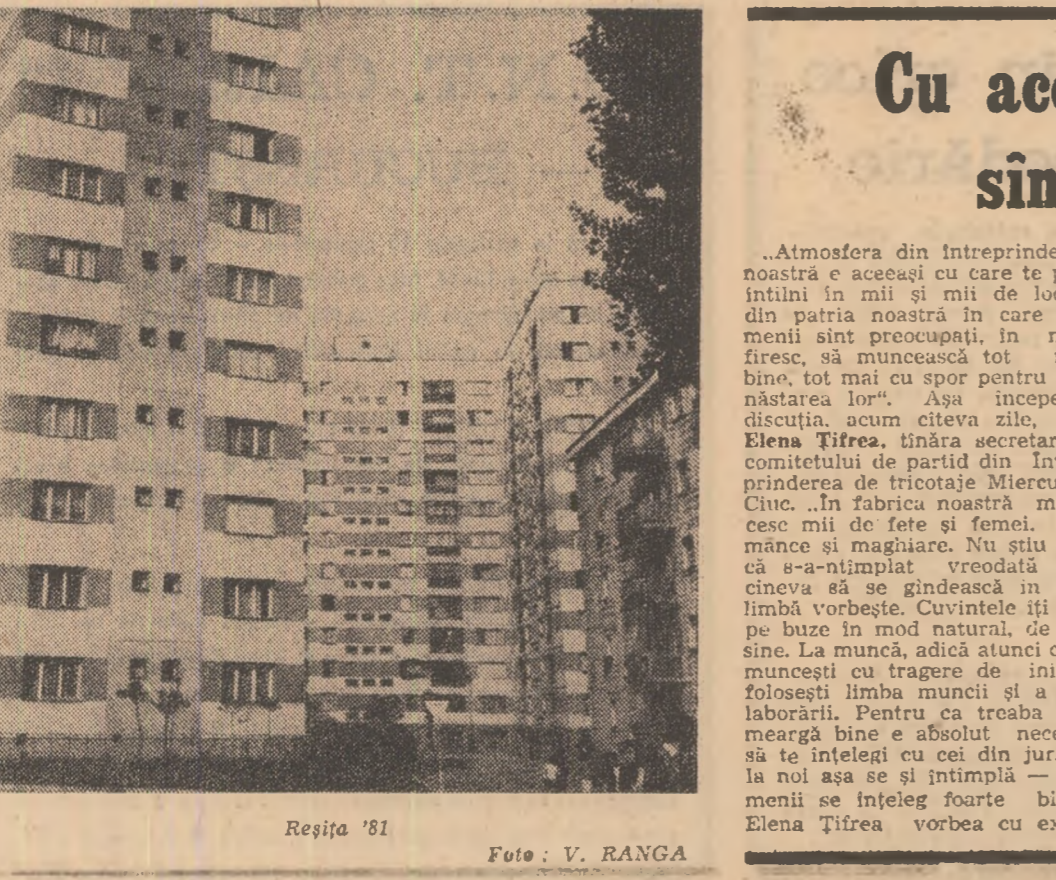 Reșița '81
Foto : V. RANGA
Cu
sîn
„Atmosfera din întreprinde
noastră e aceeași cu care te p
întîlni în mii și mii de loc
din patria noastră în care
menii sînt preocupați, în
firesc, să muncească tot
bine, tot mai cu spor pentru
năstarea lor“. Așa începe
discuția, acum cîteva zile,
Elena Țifrea, tînăra secretar
comitetului de partid din Înt
prinderea de tricotaje Miercu
Ciuc. „În fabrica noastră m
cesc mii de fete și femei.
mânce și maghiare. Nu știu
că s-a-ntîmplat vreodată
cineva să se gîndească în
limbă vorbește. Cuvintele îți
pe buze în mod natural, de
sine. La muncă, adică atunci c
muncești cu tragere de ini
folosești limba muncii și a
laborării. Pentru ca treaba
meargă bine e absolut nece
să te înțelegi cu cei din jur.
la noi așa se și întîmplă —
menii se înțeleg foarte bi
Elena Țifrea vorbea cu ex